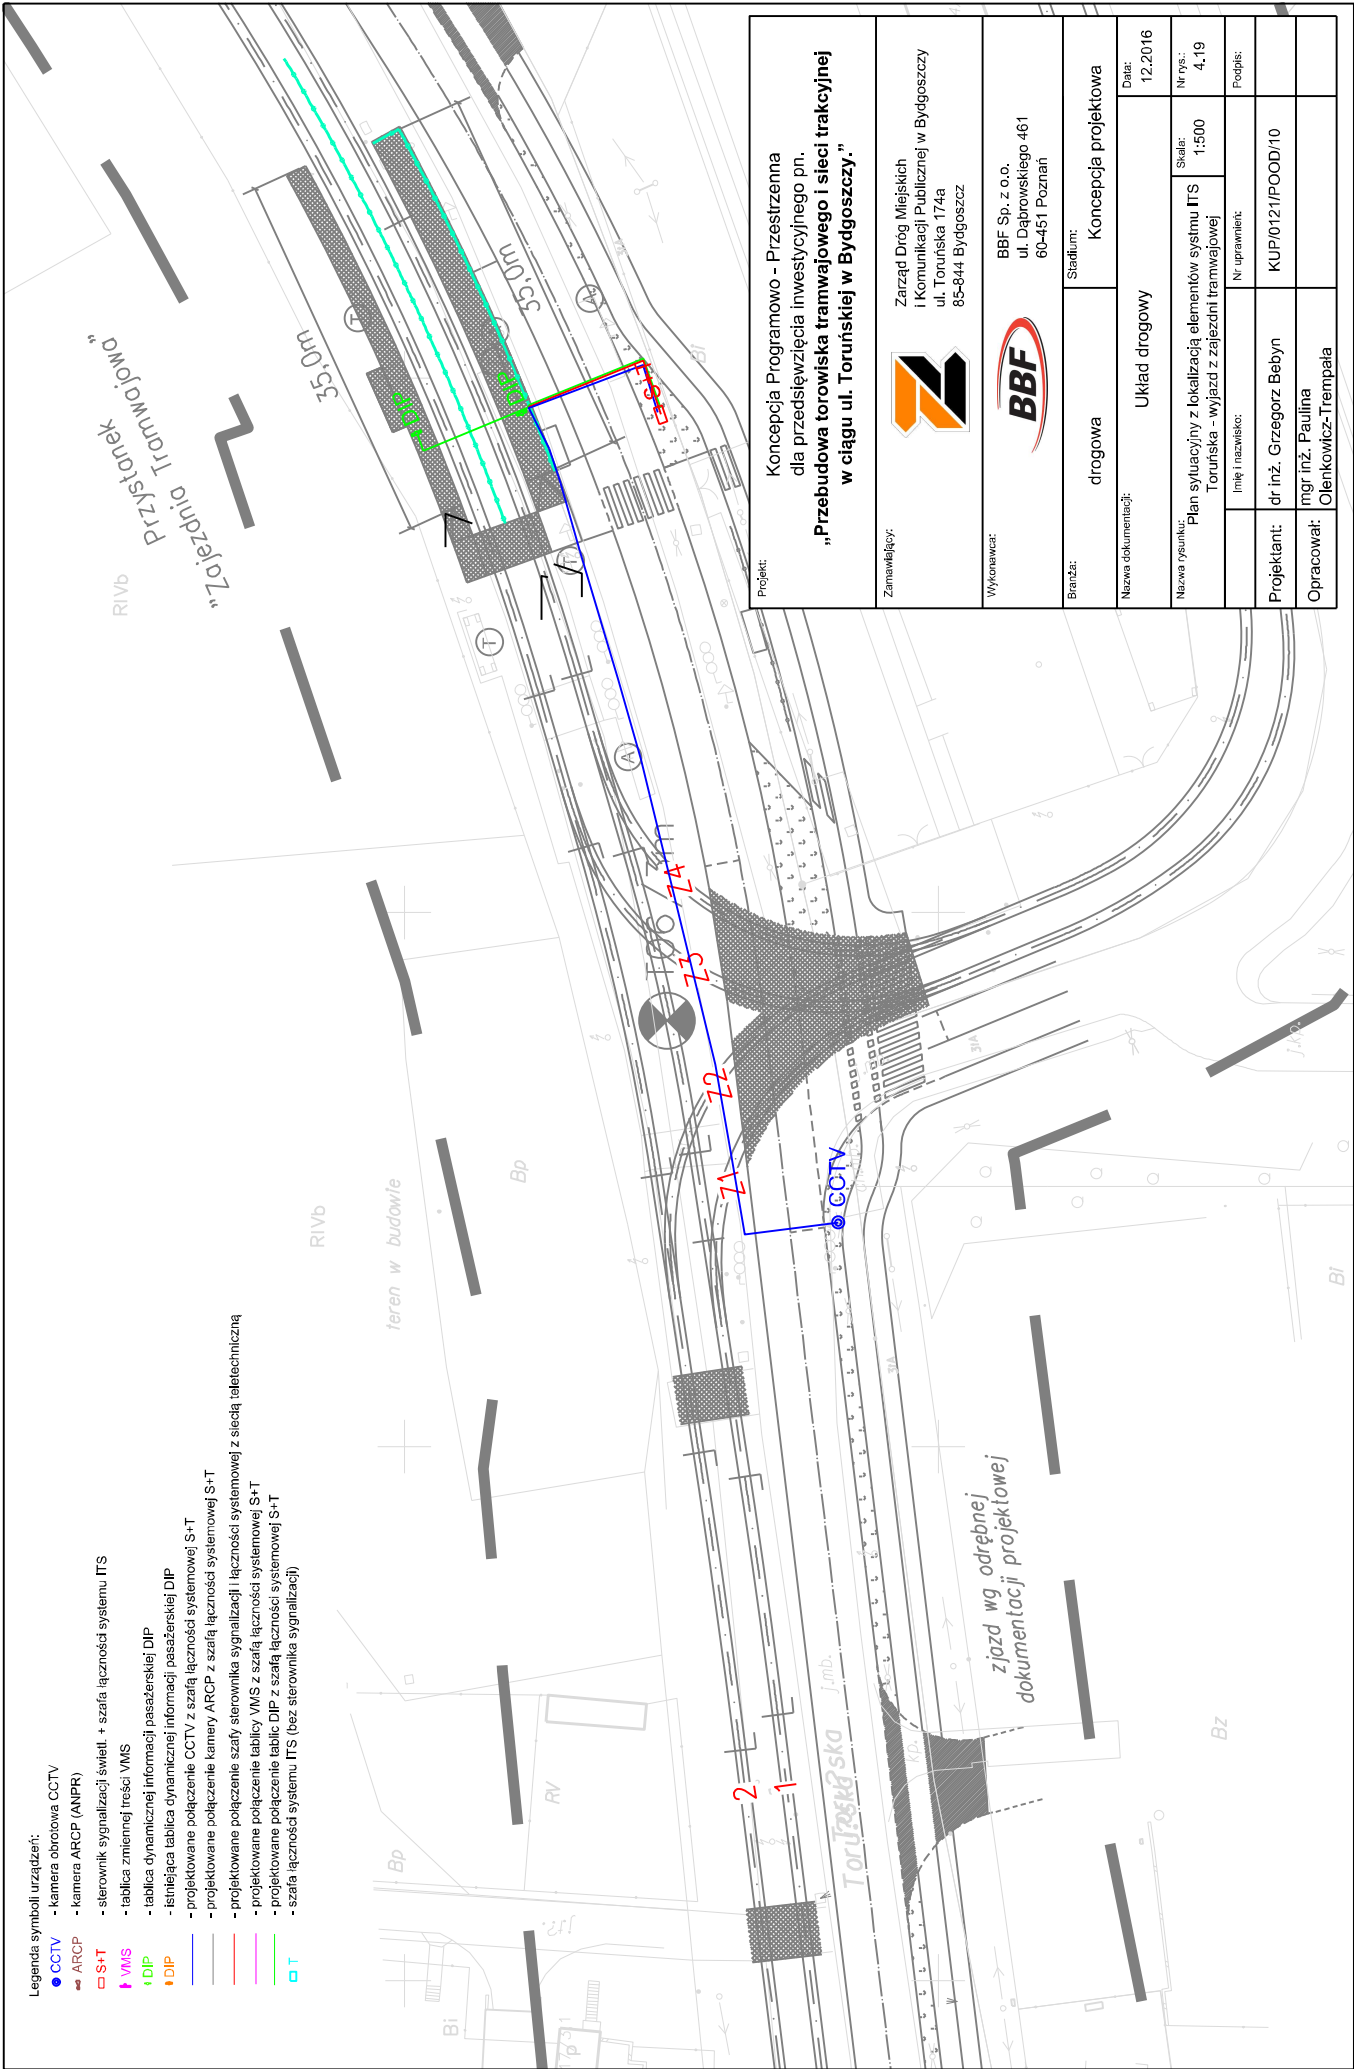 Legenda symboli urządzeń:
CCTV - kamera obrotowa CCTV
ARCP - kamera ARCP (ANPR)
S+T - sterownik sygnalizacji świetl. + szafa łączności systemu ITS
VMS - tablica zmiennej treści VMS
DIP - tablica dynamicznej informacji pasażerskiej DIP
DIP - istniejąca tablica dynamicznej informacji pasażerskiej DIP
- projektowane połączenie CCTV z szafą łączności systemowej S+T
- projektowane połączenie kamery ARCP z szafą łączności systemowej S+T
- projektowane połączenie szafy sterownika sygnalizacji i łączności systemowej z siecią teletechniczną
- projektowane połączenie tablicy VMS z szafą łączności systemowej S+T
- projektowane połączenie tablic DIP z szafą łączności systemowej S+T
T - szafa łączności systemu ITS (bez sterownika sygnalizacji)
Przystanek
"Zajezdnia Tramwajowa"
35,0m
35,0m
DIP
DIP
S+T
T
T
T
A
A
RIVb
RIVb
teren w budowie
Bp
Bp
RV
Bi
Bi
Bz
Z1
Z2
Z3
Z4
T06
CCTV
2
1
j.mb.
kp.
j.kp.
31A
31A
zjazd wg odrębnej
dokumentacji projektowej
Projekt:
Koncepcja Programowo - Przestrzenna
dla przedsięwzięcia inwestycyjnego pn.
„Przebudowa torowiska tramwajowego i sieci trakcyjnej
w ciągu ul. Toruńskiej w Bydgoszczy.”
Zamawiający:
Zarząd Dróg Miejskich
i Komunikacji Publicznej w Bydgoszczy
ul. Toruńska 174a
85-844 Bydgoszcz
Wykonawca:
BBF
BBF Sp. z o.o.
ul. Dąbrowskiego 461
60-451 Poznań
Branża:
drogowa
Stadium:
Koncepcja projektowa
Nazwa dokumentacji:
Układ drogowy
Data:
12.2016
Nazwa rysunku:
Plan sytuacyjny z lokalizacją elementów systmu ITS
Toruńska - wyjazd z zajezdni tramwajowej
Skala:
1:500
Nr rys.:
4.19
Imię i nazwisko:
Nr uprawnień:
Podpis:
Projektant:
dr inż. Grzegorz Bebyn
KUP/0121/POOD/10
Opracował:
mgr inż. Paulina
Olenkowicz-Trempała